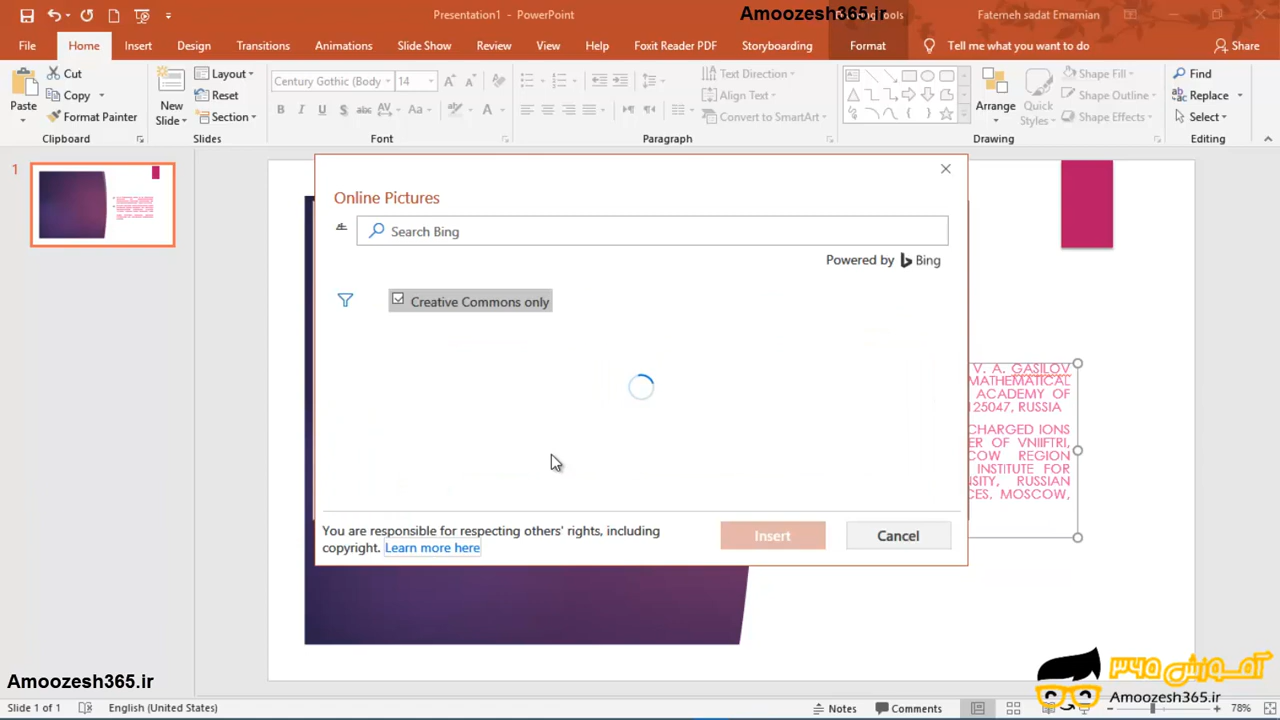 Presentation1 - PowerPoint
Amoozesh365.ir
Fatemeh sadat Emarnian
File Home Insert Design Transitions Animations Slide Show Review View Help Foxit Reader PDF Storyboarding Format Tell me what you want to do Share
Paste
Cut
Copy
Format Painter
Clipboard
New Slide
Layout
Reset
Section
Slides
Century Gothic (Body) 14
Font
Text Direction
Align Text
Convert to SmartArt
Paragraph
Arrange
Quick Styles
Shape Fill
Shape Outline
Shape Effects
Drawing
Find
Replace
Select
Editing
1
Online Pictures
Search Bing
Powered by Bing
Creative Commons only
You are responsible for respecting others' rights, including
copyright. Learn more here
Insert
Cancel
V. A. GASILOV
MATHEMATICAL
ACADEMY OF
125047, RUSSIA
CHARGED IONS
ER OF VNIIFTRI,
COW REGION
INSTITUTE FOR
NSITY, RUSSIAN
CES, MOSCOW,
Amoozesh365.ir
آموزش ۳۶۵
Amoozesh365.ir
Slide 1 of 1
English (United States)
Notes
Comments
78%